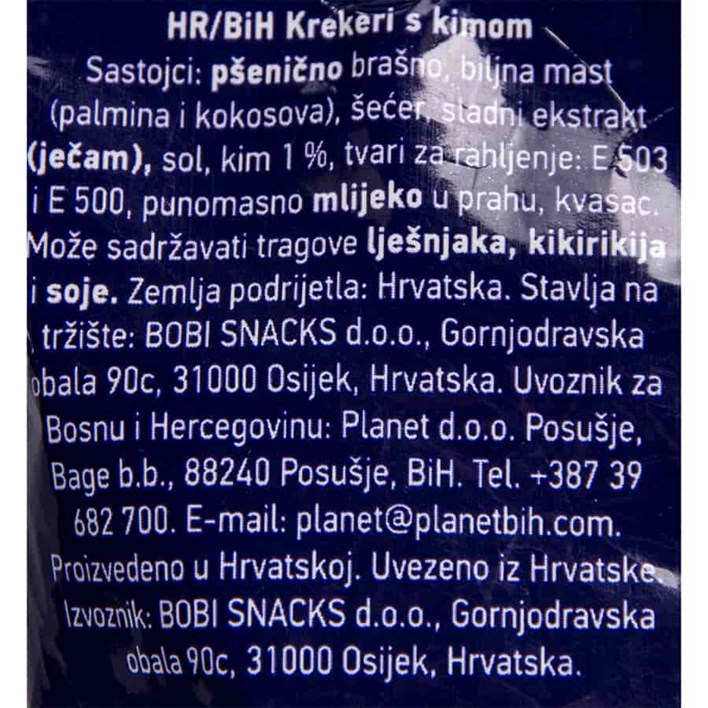 HR/BiH Krekeri s kimom
Sastojci: pšenično brašno, biljna mast
(palmina i kokosova), šećer, sladni ekstrakt
(ječam), sol, kim 1 %, tvari za rahljenje: E 503
i E 500, punomasno mlijeko u prahu, kvasac.
Može sadržavati tragove lješnjaka, kikirikija
i soje. Zemlja podrijetla: Hrvatska. Stavlja na
tržište: BOBI SNACKS d.o.o., Gornjodravska
obala 90c, 31000 Osijek, Hrvatska. Uvoznik za
Bosnu i Hercegovinu: Planet d.o.o. Posušje,
Bage b.b., 88240 Posušje, BiH. Tel. +387 39
682 700. E-mail: planet@planetbih.com.
Proizvedeno u Hrvatskoj. Uvezeno iz Hrvatske.
Izvoznik: BOBI SNACKS d.o.o., Gornjodravska
obala 90c, 31000 Osijek, Hrvatska.